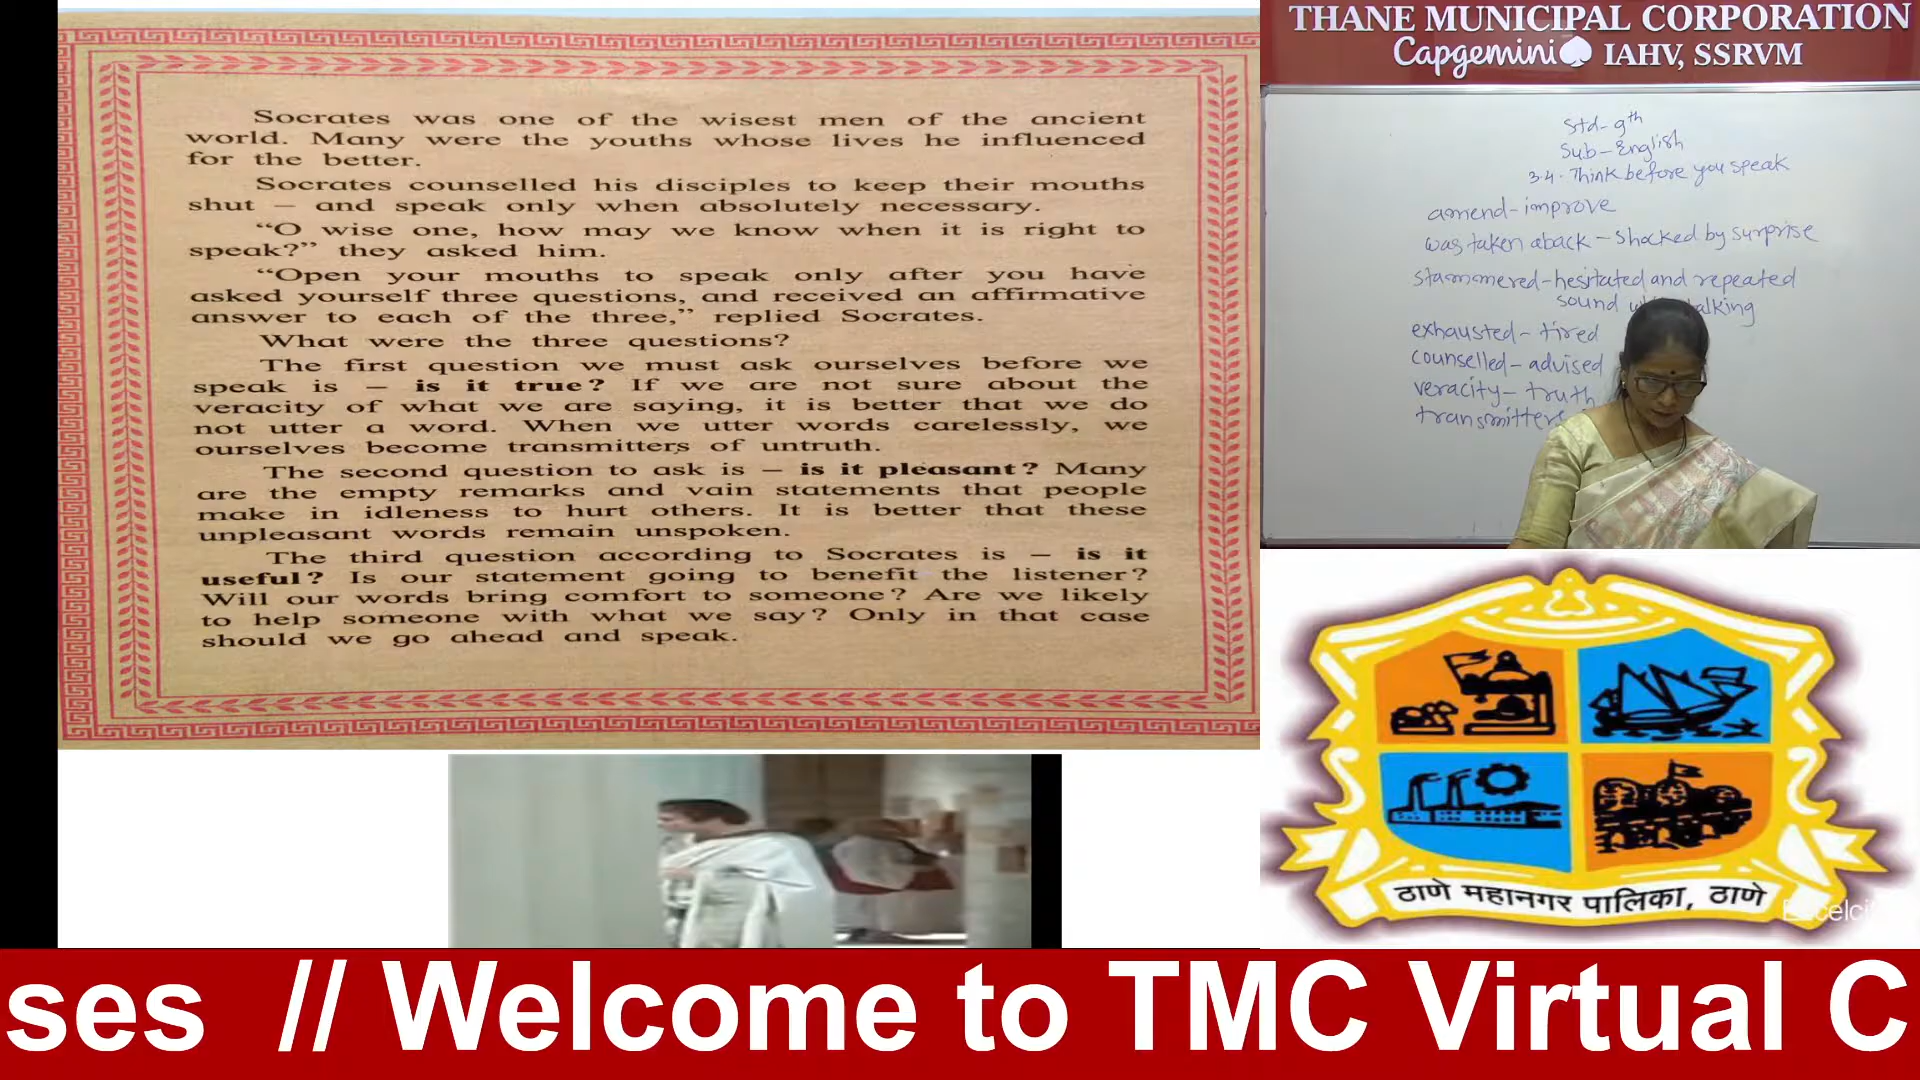 Socrates was one of the wisest men of the ancient
world. Many were the youths whose lives he influenced
for the better.
Socrates counselled his disciples to keep their mouths
shut — and speak only when absolutely necessary.
“O wise one, how may we know when it is right to
speak?” they asked him.
“Open your mouths to speak only after you have
asked yourself three questions, and received an affirmative
answer to each of the three,” replied Socrates.
What were the three questions?
The first question we must ask ourselves before we
speak is — is it true? If we are not sure about the
veracity of what we are saying, it is better that we do
not utter a word. When we utter words carelessly, we
ourselves become transmitters of untruth.
The second question to ask is — is it pleasant? Many
are the empty remarks and vain statements that people
make in idleness to hurt others. It is better that these
unpleasant words remain unspoken.
The third question according to Socrates is — is it
useful? Is our statement going to benefit the listener?
Will our words bring comfort to someone? Are we likely
to help someone with what we say? Only in that case
should we go ahead and speak.
THANE MUNICIPAL CORPORATION
Capgemini IAHV, SSRVM
Std-9th
Sub-English
3.4. Think before you speak
amend-improve
was taken aback-shocked by surprise
stammered-hesitated and repeated
sound talking
exhausted-tired
counselled-advised
veracity-truth
transmitters
ठाणे महानगर पालिका, ठाणे
ses // Welcome to TMC Virtual C